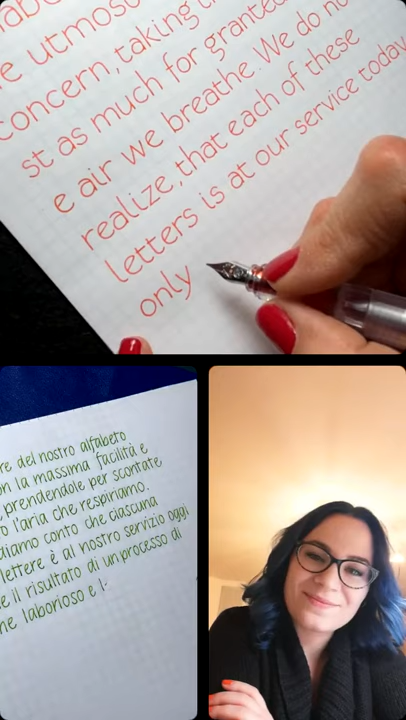 e utmos
concern, taking
st as much for grante
e air we breathe. We do no
realize, that each of these
letters is at our service today
only
re del nostro alfabeto
on la massima facilità e
, prendendole per scontate
o l'aria che respiriamo.
diamo conto che ciascuna
lettere è al nostro servizio oggi
e il risultato di un processo di
ne laborioso e l